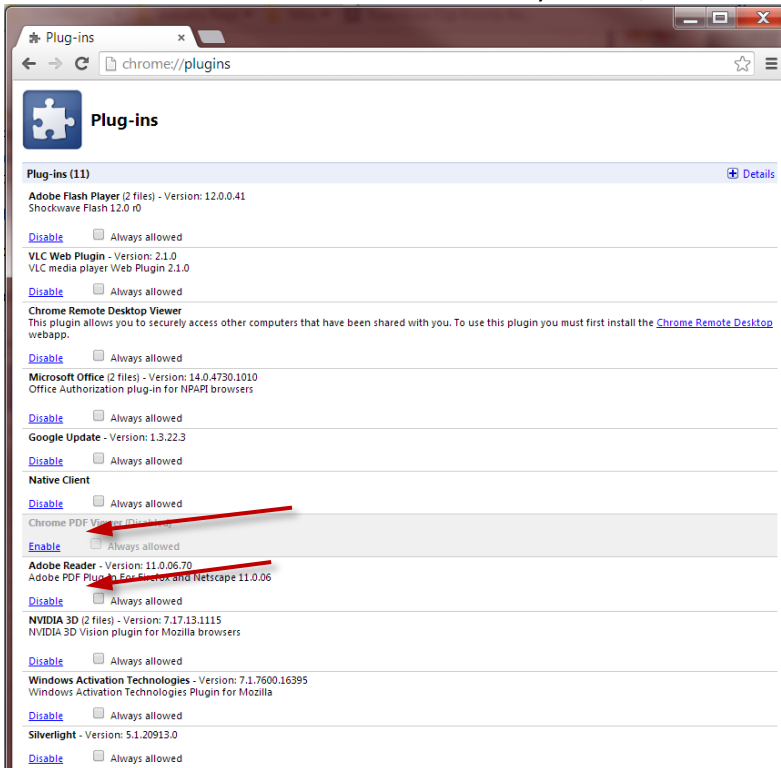 Plug-ins
chrome://plugins
Plug-ins
Plug-ins (11)
Details
Adobe Flash Player (2 files) - Version: 12.0.0.41
Shockwave Flash 12.0 r0
Disable Always allowed
VLC Web Plugin - Version: 2.1.0
VLC media player Web Plugin 2.1.0
Disable Always allowed
Chrome Remote Desktop Viewer
This plugin allows you to securely access other computers that have been shared with you. To use this plugin you must first install the Chrome Remote Desktop
webapp.
Disable Always allowed
Microsoft Office (2 files) - Version: 14.0.4730.1010
Office Authorization plug-in for NPAPI browsers
Disable Always allowed
Google Update - Version: 1.3.22.3
Disable Always allowed
Native Client
Disable Always allowed
Chrome PDF Viewer (Disabled)
Enable Always allowed
Adobe Reader - Version: 11.0.06.70
Adobe PDF Plug-In For Firefox and Netscape 11.0.06
Disable Always allowed
NVIDIA 3D (2 files) - Version: 7.17.13.1115
NVIDIA 3D Vision plugin for Mozilla browsers
Disable Always allowed
Windows Activation Technologies - Version: 7.1.7600.16395
Windows Activation Technologies Plugin for Mozilla
Disable Always allowed
Silverlight - Version: 5.1.20913.0
Disable Always allowed